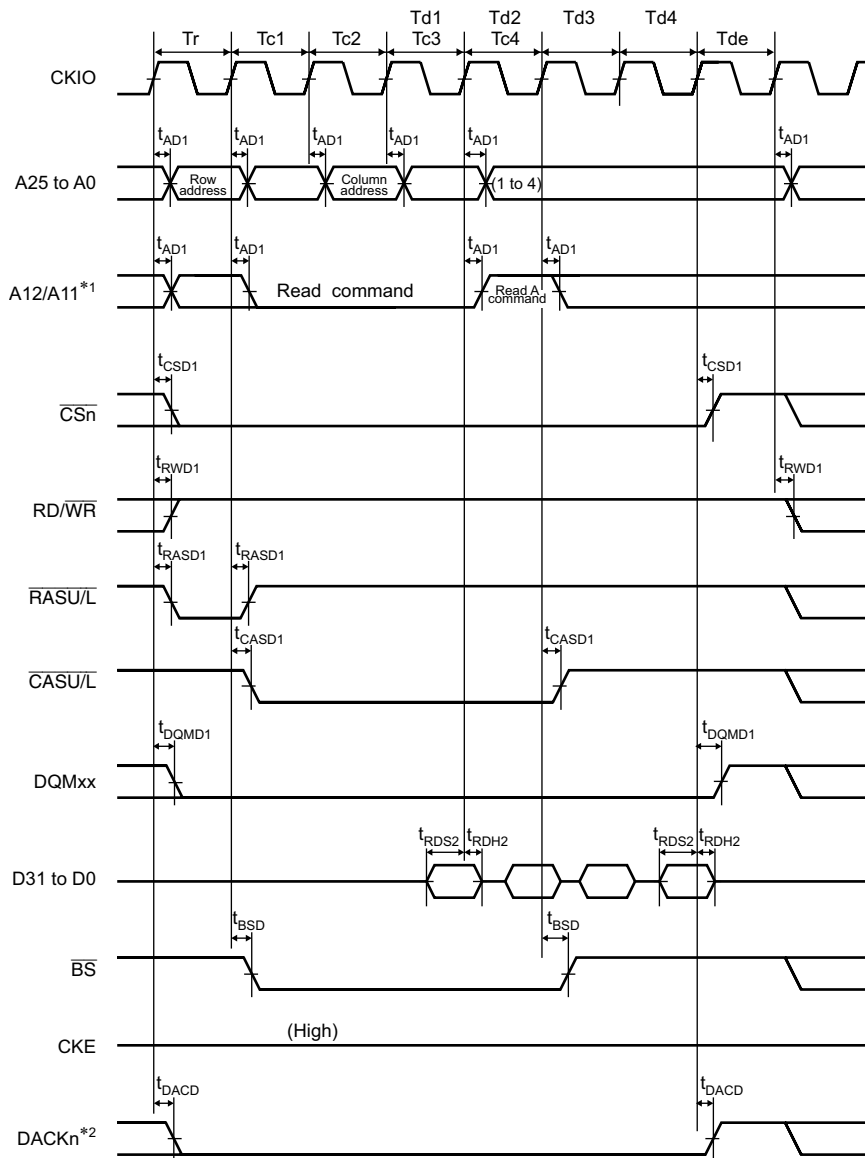 Td1 Td2 Td3 Td4
Tr Tc1 Tc2 Tc3 Tc4 Tde
CKIO
tAD1 tAD1 tAD1 tAD1 tAD1 tAD1
A25 to A0
Row address
Column address
(1 to 4)
tAD1 tAD1 tAD1 tAD1
A12/A11*1
Read command
Read A command
tCSD1 tCSD1
CSn
tRWD1 tRWD1
RD/WR
tRASD1 tRASD1
RASU/L
tCASD1 tCASD1
CASU/L
tDQMD1 tDQMD1
DQMxx
tRDS2 tRDH2 tRDS2 tRDH2
D31 to D0
tBSD tBSD
BS
(High)
CKE
tDACD tDACD
DACKn*2